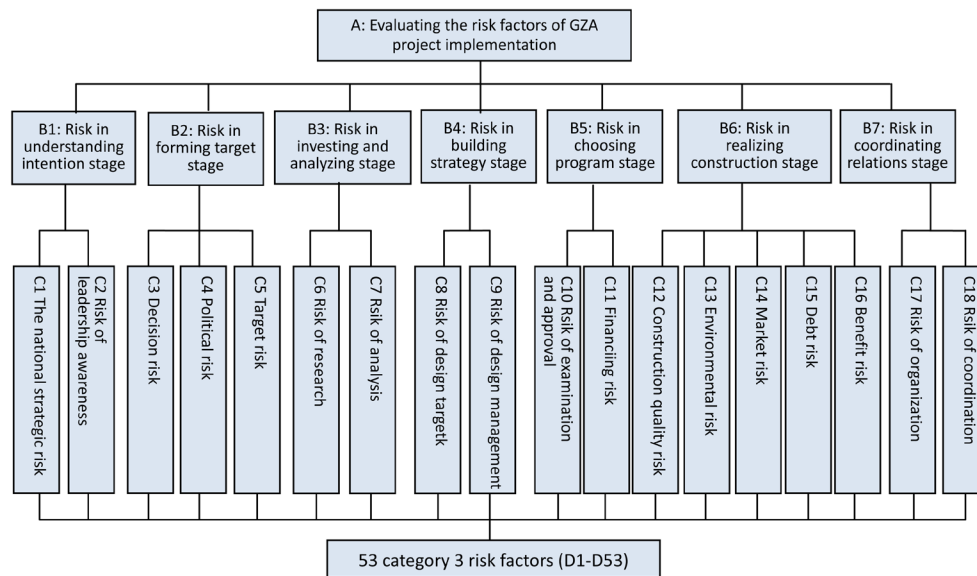 A: Evaluating the risk factors of GZA
project implementation
B1: Risk in
understanding
intention stage
B2: Risk in
forming target
stage
B3: Risk in
investing and
analyzing stage
B4: Risk in
building
strategy stage
B5: Risk in
choosing
program stage
B6: Risk in
realizing
construction stage
B7: Risk in
coordinating
relations stage
C1 The national strategic risk
C2 Risk of
leadership awareness
C3 Decision risk
C4 Political risk
C5 Target risk
C6 Risk of research
C7 Rsik of analysis
C8 Risk of design targetk
C9 Risk of design management
C10 Rsik of examination
and approval
C11 Financiing risk
C12 Construction quality risk
C13 Environmental risk
C14 Market risk
C15 Debt risk
C16 Benefit risk
C17 Risk of organization
C18 Rsik of coordination
53 category 3 risk factors (D1-D53)